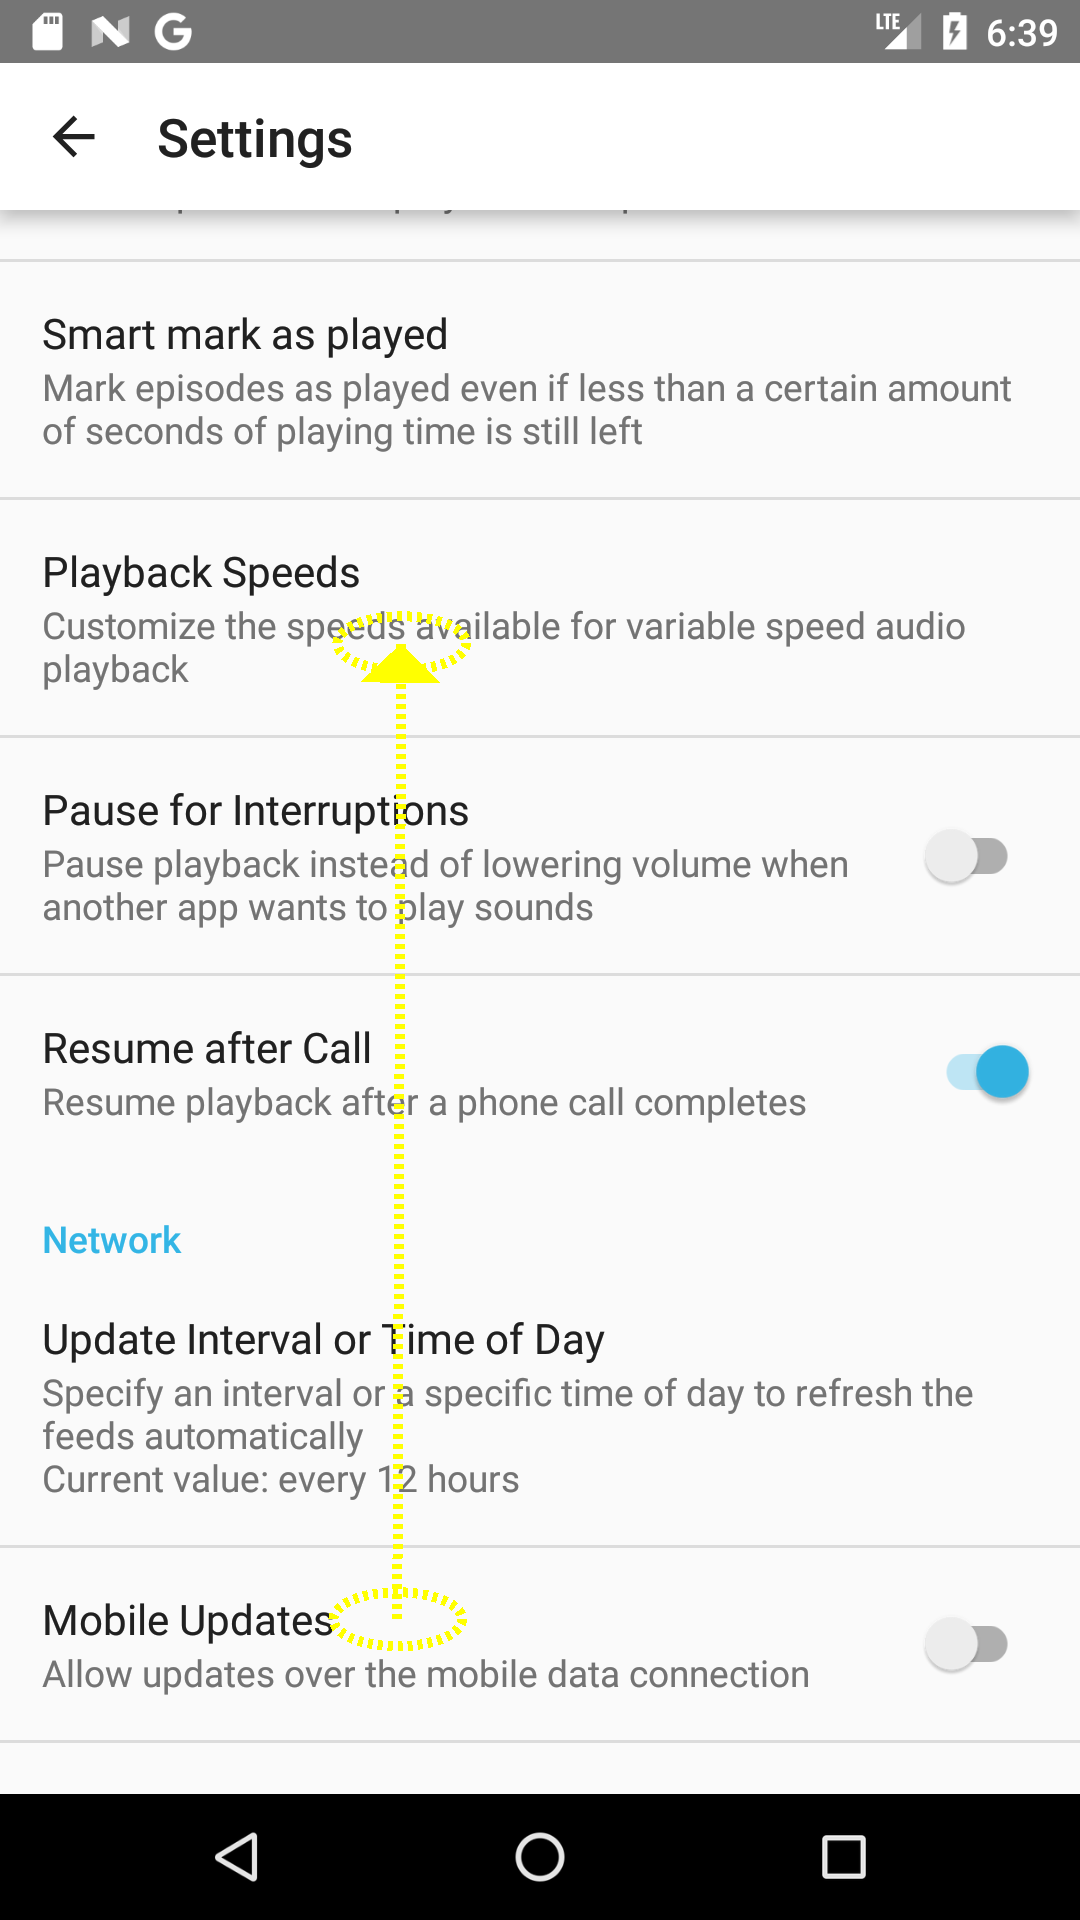 LTE 6:39
Settings
Smart mark as played
Mark episodes as played even if less than a certain amount
of seconds of playing time is still left
Playback Speeds
Customize the speeds available for variable speed audio
playback
Pause for Interruptions
Pause playback instead of lowering volume when
another app wants to play sounds
Resume after Call
Resume playback after a phone call completes
Network
Update Interval or Time of Day
Specify an interval or a specific time of day to refresh the
feeds automatically
Current value: every 12 hours
Mobile Updates
Allow updates over the mobile data connection